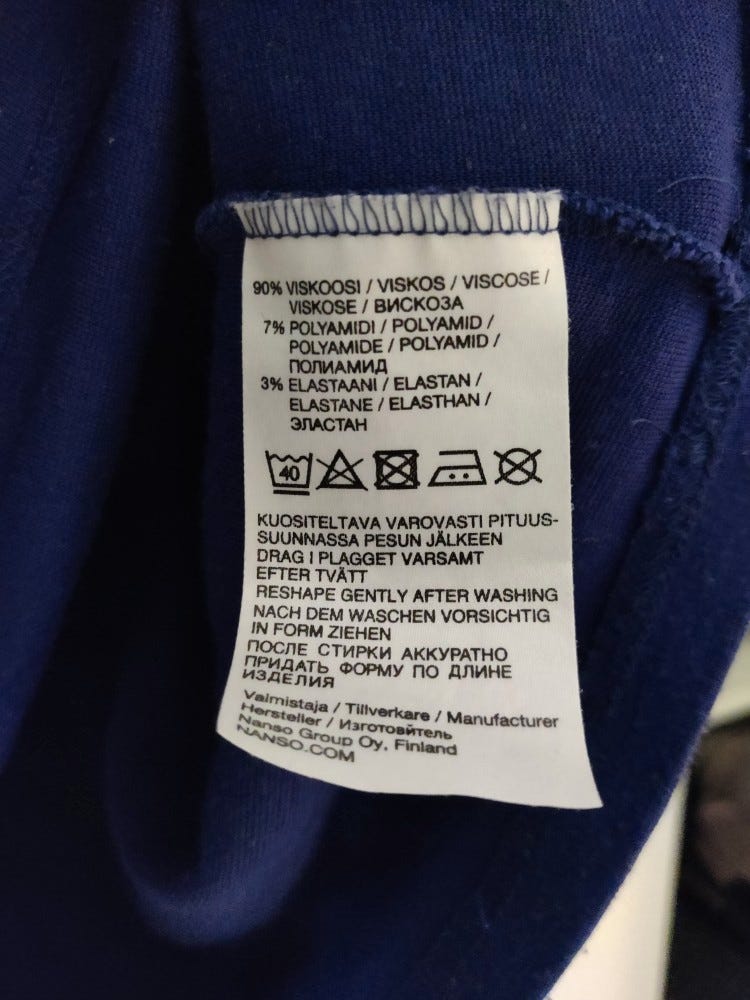 90% VISKOOSI / VISKOS / VISCOSE /
VISKOSE / ВИСКОЗА
7% POLYAMIDI / POLYAMID /
POLYAMIDE / POLYAMID /
ПОЛИАМИД
3% ELASTAANI / ELASTAN /
ELASTANE / ELASTHAN /
ЭЛАСТАН
40
KUOSITELTAVA VAROVASTI PITUUS-
SUUNNASSA PESUN JÄLKEEN
DRAG I PLAGGET VARSAMT
EFTER TVÄTT
RESHAPE GENTLY AFTER WASHING
NACH DEM WASCHEN VORSICHTIG
IN FORM ZIEHEN
ПОСЛЕ СТИРКИ АККУРАТНО
ПРИДАТЬ ФОРМУ ПО ДЛИНЕ
ИЗДЕЛИЯ
Valmistaja / Tillverkare / Manufacturer
Hersteller / Изготовйтель
Nanso Group Oy, Finland
NANSO.COM